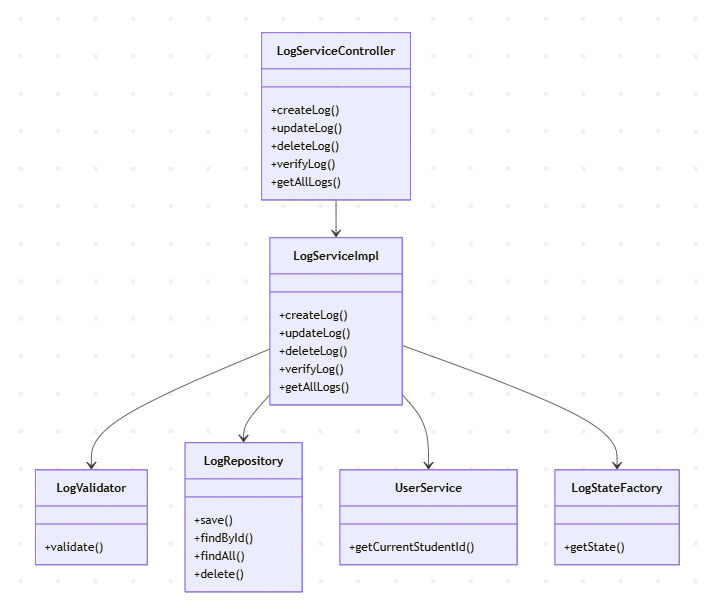 LogServiceController
+createLog()
+updateLog()
+deleteLog()
+verifyLog()
+getAllLogs()
LogServiceImpl
+createLog()
+updateLog()
+deleteLog()
+verifyLog()
+getAllLogs()
LogValidator
+validate()
LogRepository
+save()
+findById()
+findAll()
+delete()
UserService
+getCurrentStudentId()
LogStateFactory
+getState()